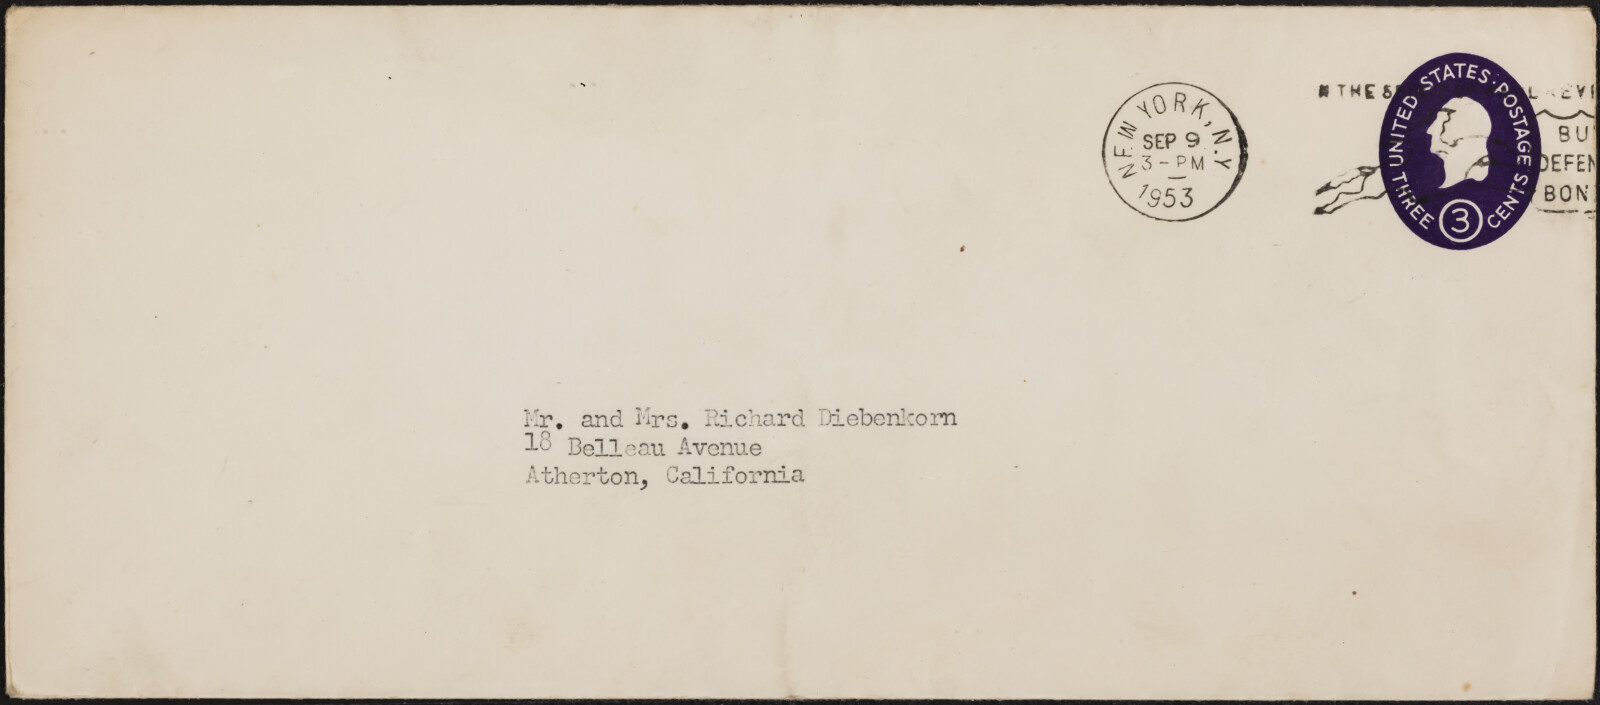 NEW YORK, N.Y
SEP 9
3-PM
1953
THE
UNITED STATES POSTAGE
THREE 3 CENTS
BU
DEFEN
BON
Mr. and Mrs. Richard Diebenkorn
18 Belleau Avenue
Atherton, California